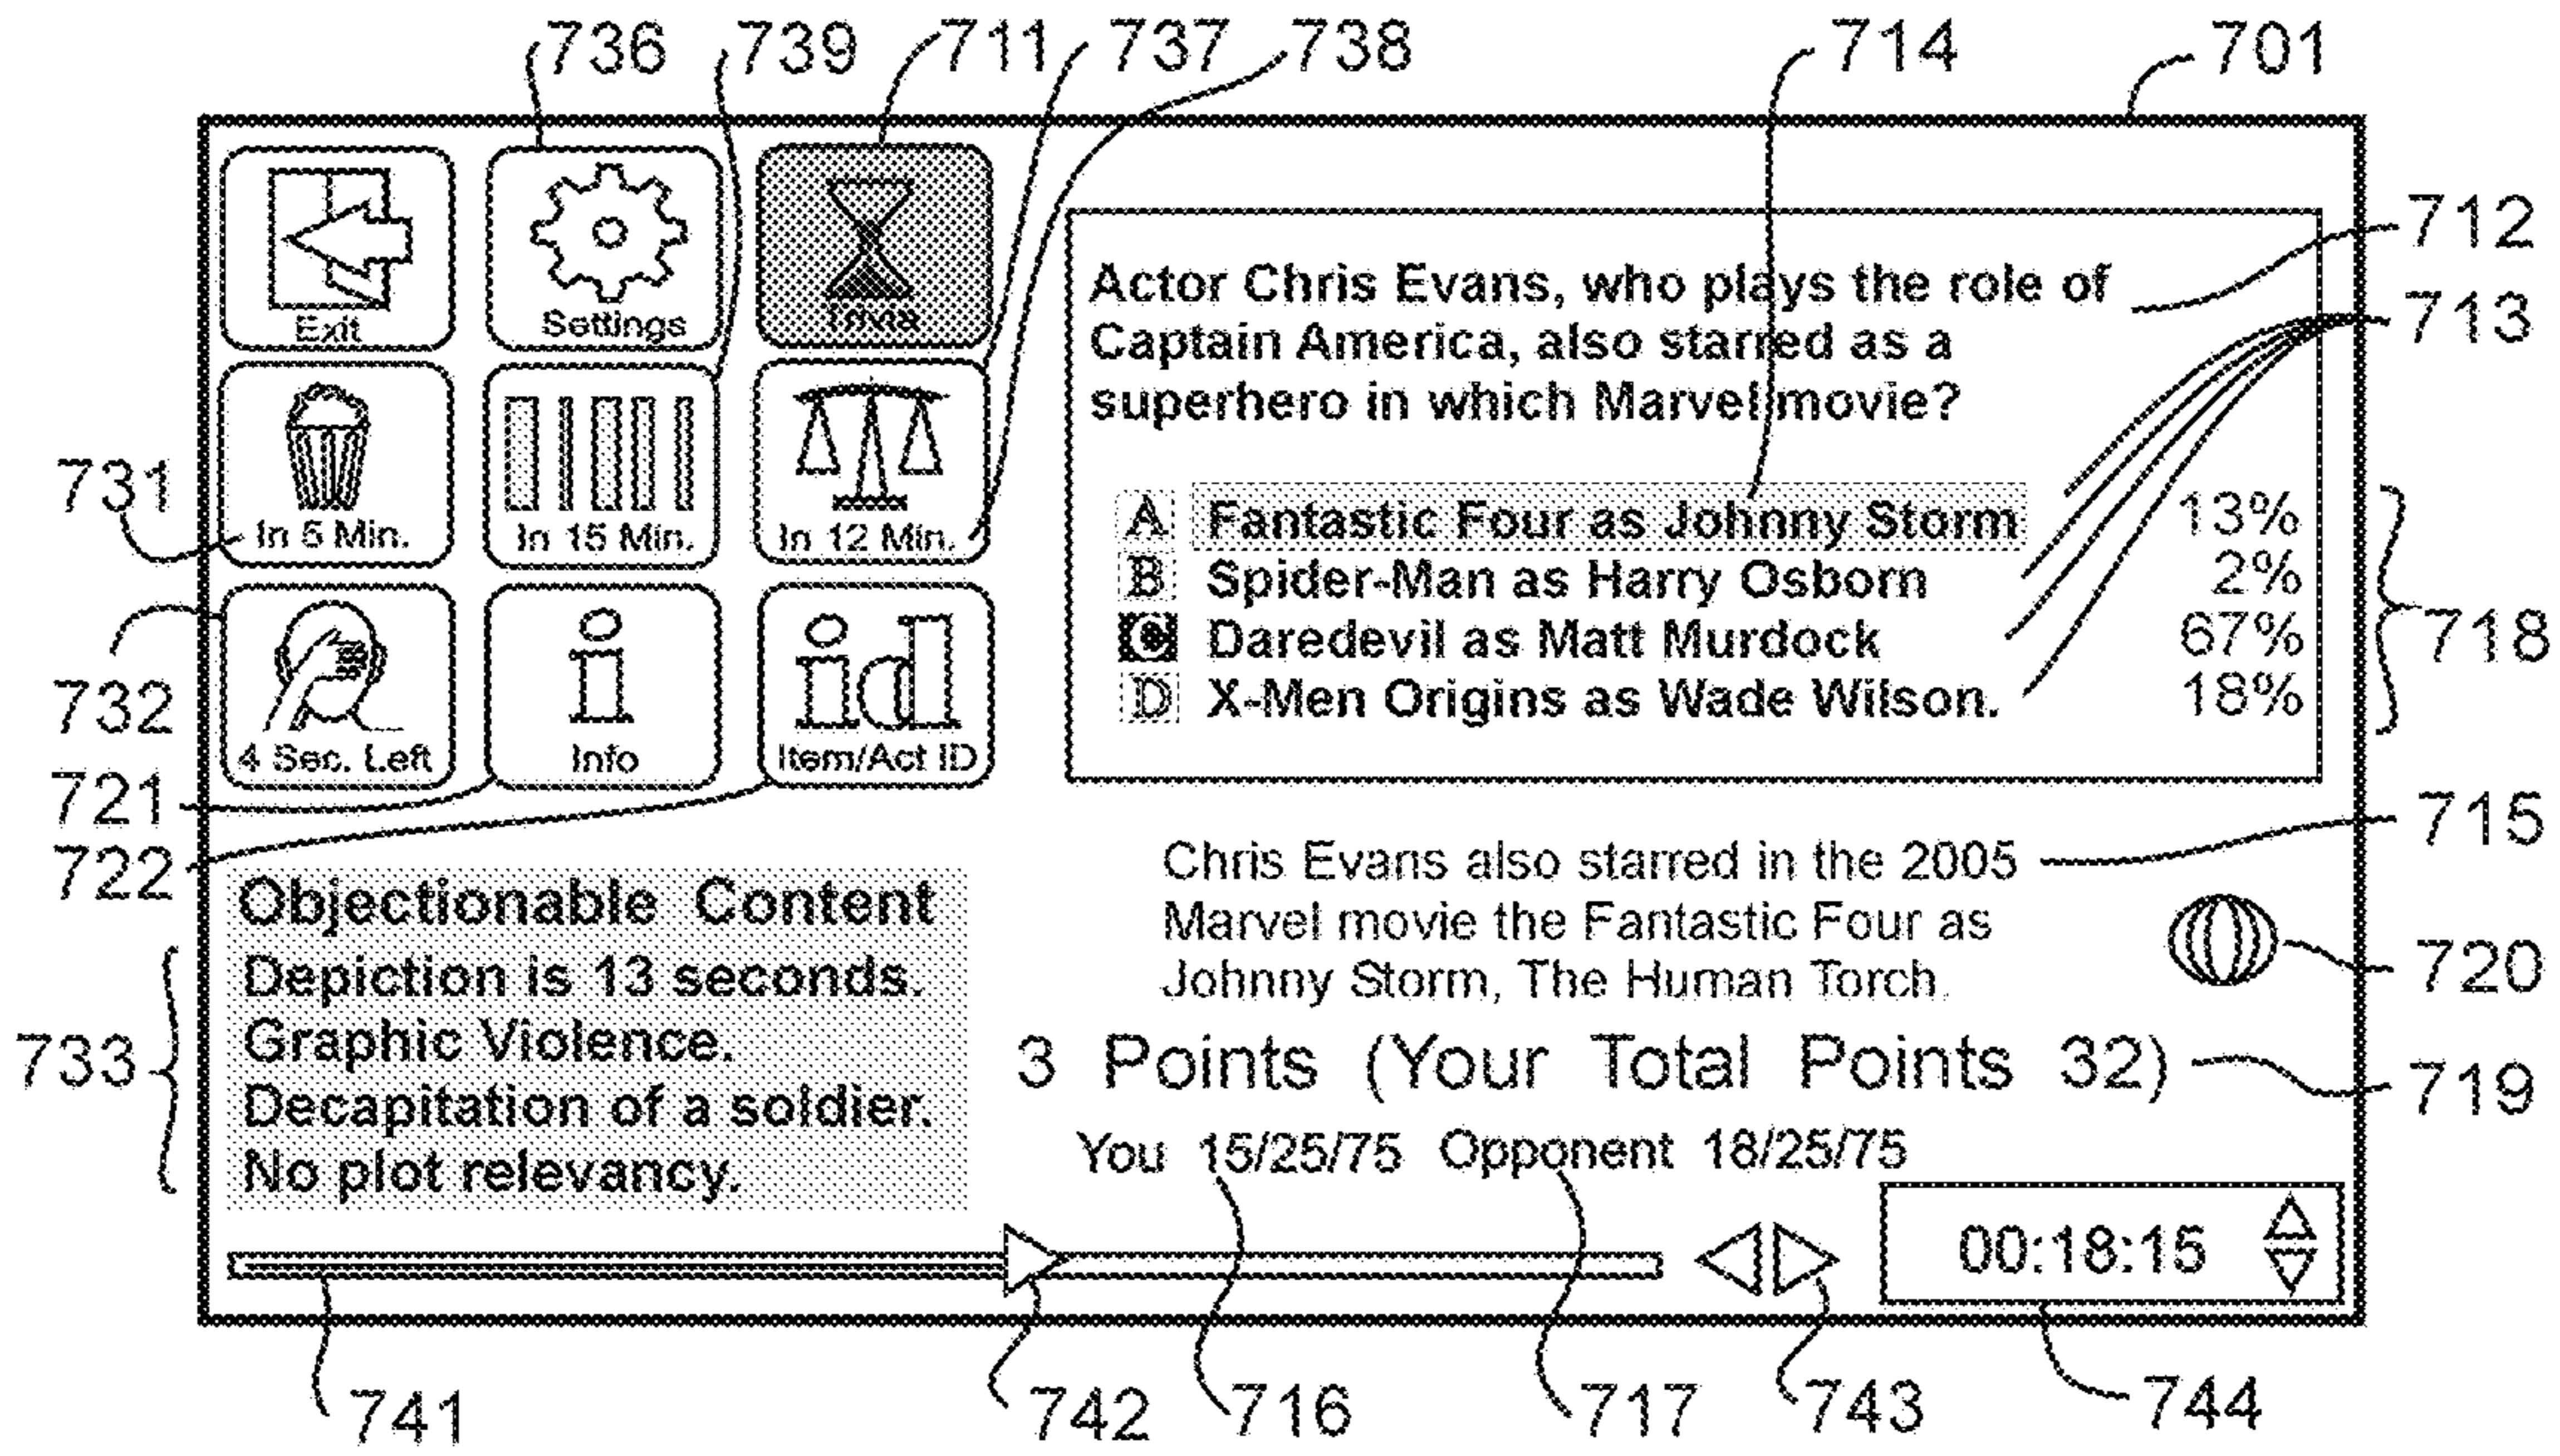 736 739 711 737 738 714 701
Exit Settings Trivia
712
713
Actor Chris Evans, who plays the role of
Captain America, also starred as a
superhero in which Marvel movie?
731
In 5 Min. In 15 Min. In 12 Min.
A Fantastic Four as Johnny Storm 13%
B Spider-Man as Harry Osborn 2%
C Daredevil as Matt Murdock 67%
D X-Men Origins as Wade Wilson. 18%
718
732
4 Sec. Left Info Item/Act ID
id
i
721
722
715
Chris Evans also starred in the 2005
Marvel movie the Fantastic Four as
Johnny Storm, The Human Torch.
720
Objectionable Content
Depiction is 13 seconds.
Graphic Violence.
Decapitation of a soldier.
No plot relevancy.
733
3 Points (Your Total Points 32)
719
You 15/25/75 Opponent 18/25/75
00:18:15
741 742 716 717 743 744